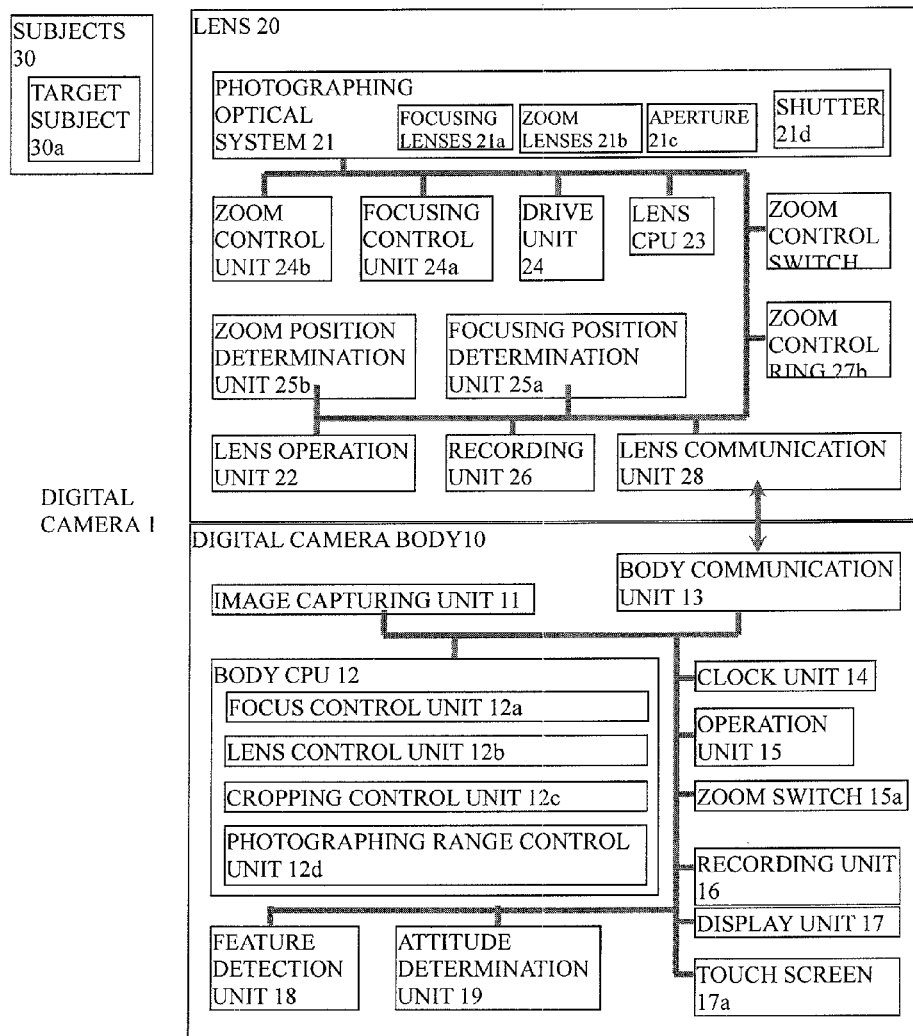 SUBJECTS
30
TARGET
SUBJECT
30a
LENS 20
PHOTOGRAPHING
OPTICAL
SYSTEM 21
FOCUSING
LENSES 21a
ZOOM
LENSES 21b
APERTURE
21c
SHUTTER
21d
ZOOM
CONTROL
UNIT 24b
FOCUSING
CONTROL
UNIT 24a
DRIVE
UNIT
24
LENS
CPU 23
ZOOM
CONTROL
SWITCH
ZOOM POSITION
DETERMINATION
UNIT 25b
FOCUSING POSITION
DETERMINATION
UNIT 25a
ZOOM
CONTROL
RING 27b
LENS OPERATION
UNIT 22
RECORDING
UNIT 26
LENS COMMUNICATION
UNIT 28
DIGITAL
CAMERA 1
DIGITAL CAMERA BODY10
BODY COMMUNICATION
UNIT 13
IMAGE CAPTURING UNIT 11
BODY CPU 12
FOCUS CONTROL UNIT 12a
LENS CONTROL UNIT 12b
CROPPING CONTROL UNIT 12c
PHOTOGRAPHING RANGE CONTROL
UNIT 12d
CLOCK UNIT 14
OPERATION
UNIT 15
ZOOM SWITCH 15a
RECORDING UNIT
16
DISPLAY UNIT 17
TOUCH SCREEN
17a
FEATURE
DETECTION
UNIT 18
ATTITUDE
DETERMINATION
UNIT 19